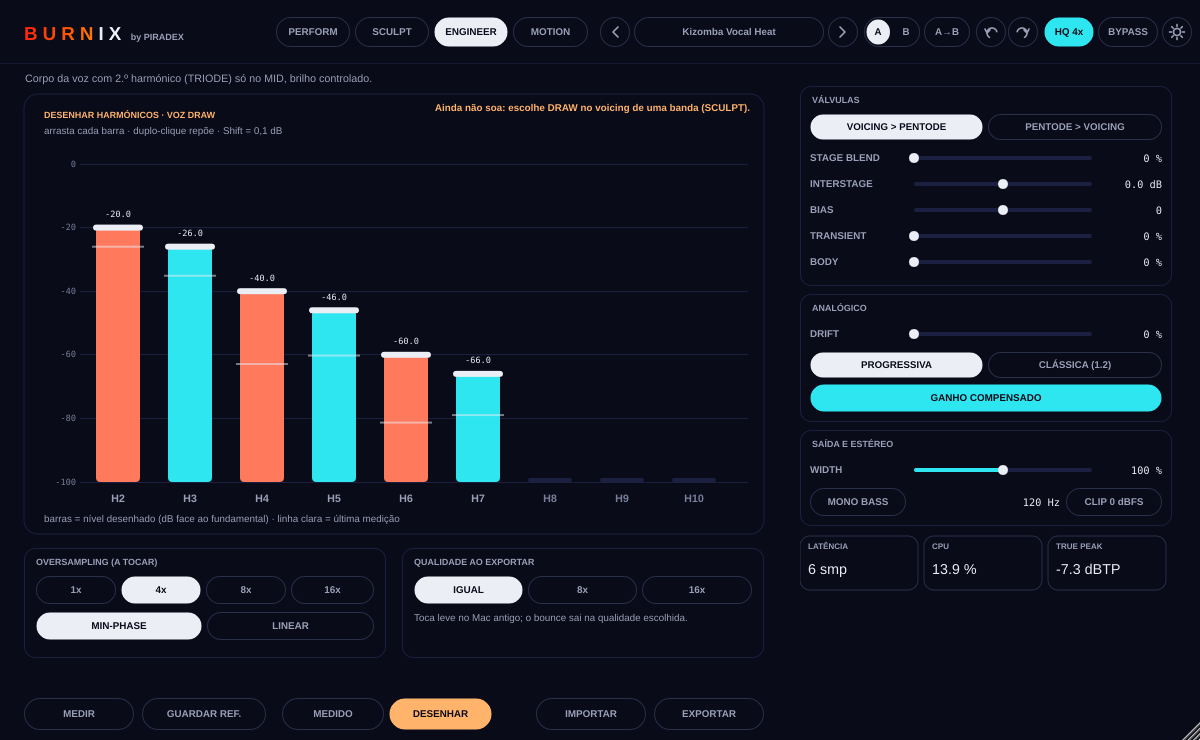 BURNIX by PIRADEX
PERFORM SCULPT ENGINEER MOTION Kizomba Vocal Heat A B A→B HQ 4x BYPASS
Corpo da voz com 2.º harmónico (TRIODE) só no MID, brilho controlado.
Ainda não soa: escolhe DRAW no voicing de uma banda (SCULPT).
DESENHAR HARMÓNICOS · VOZ DRAW
arrasta cada barra · duplo-clique repõe · Shift = 0,1 dB
0
-20
-40
-60
-80
-100
-20.0
-26.0
-40.0
-46.0
-60.0
-66.0
H2 H3 H4 H5 H6 H7 H8 H9 H10
barras = nível desenhado (dB face ao fundamental) · linha clara = última medição
OVERSAMPLING (A TOCAR)
1x 4x 8x 16x
MIN-PHASE LINEAR
QUALIDADE AO EXPORTAR
IGUAL 8x 16x
Toca leve no Mac antigo; o bounce sai na qualidade escolhida.
MEDIR GUARDAR REF. MEDIDO DESENHAR IMPORTAR EXPORTAR
VÁLVULAS
VOICING > PENTODE PENTODE > VOICING
STAGE BLEND 0 %
INTERSTAGE 0.0 dB
BIAS 0
TRANSIENT 0 %
BODY 0 %
ANALÓGICO
DRIFT 0 %
PROGRESSIVA CLÁSSICA (1.2)
GANHO COMPENSADO
SAÍDA E ESTÉREO
WIDTH 100 %
MONO BASS 120 Hz CLIP 0 dBFS
LATÊNCIA CPU TRUE PEAK
6 smp 13.9 % -7.3 dBTP